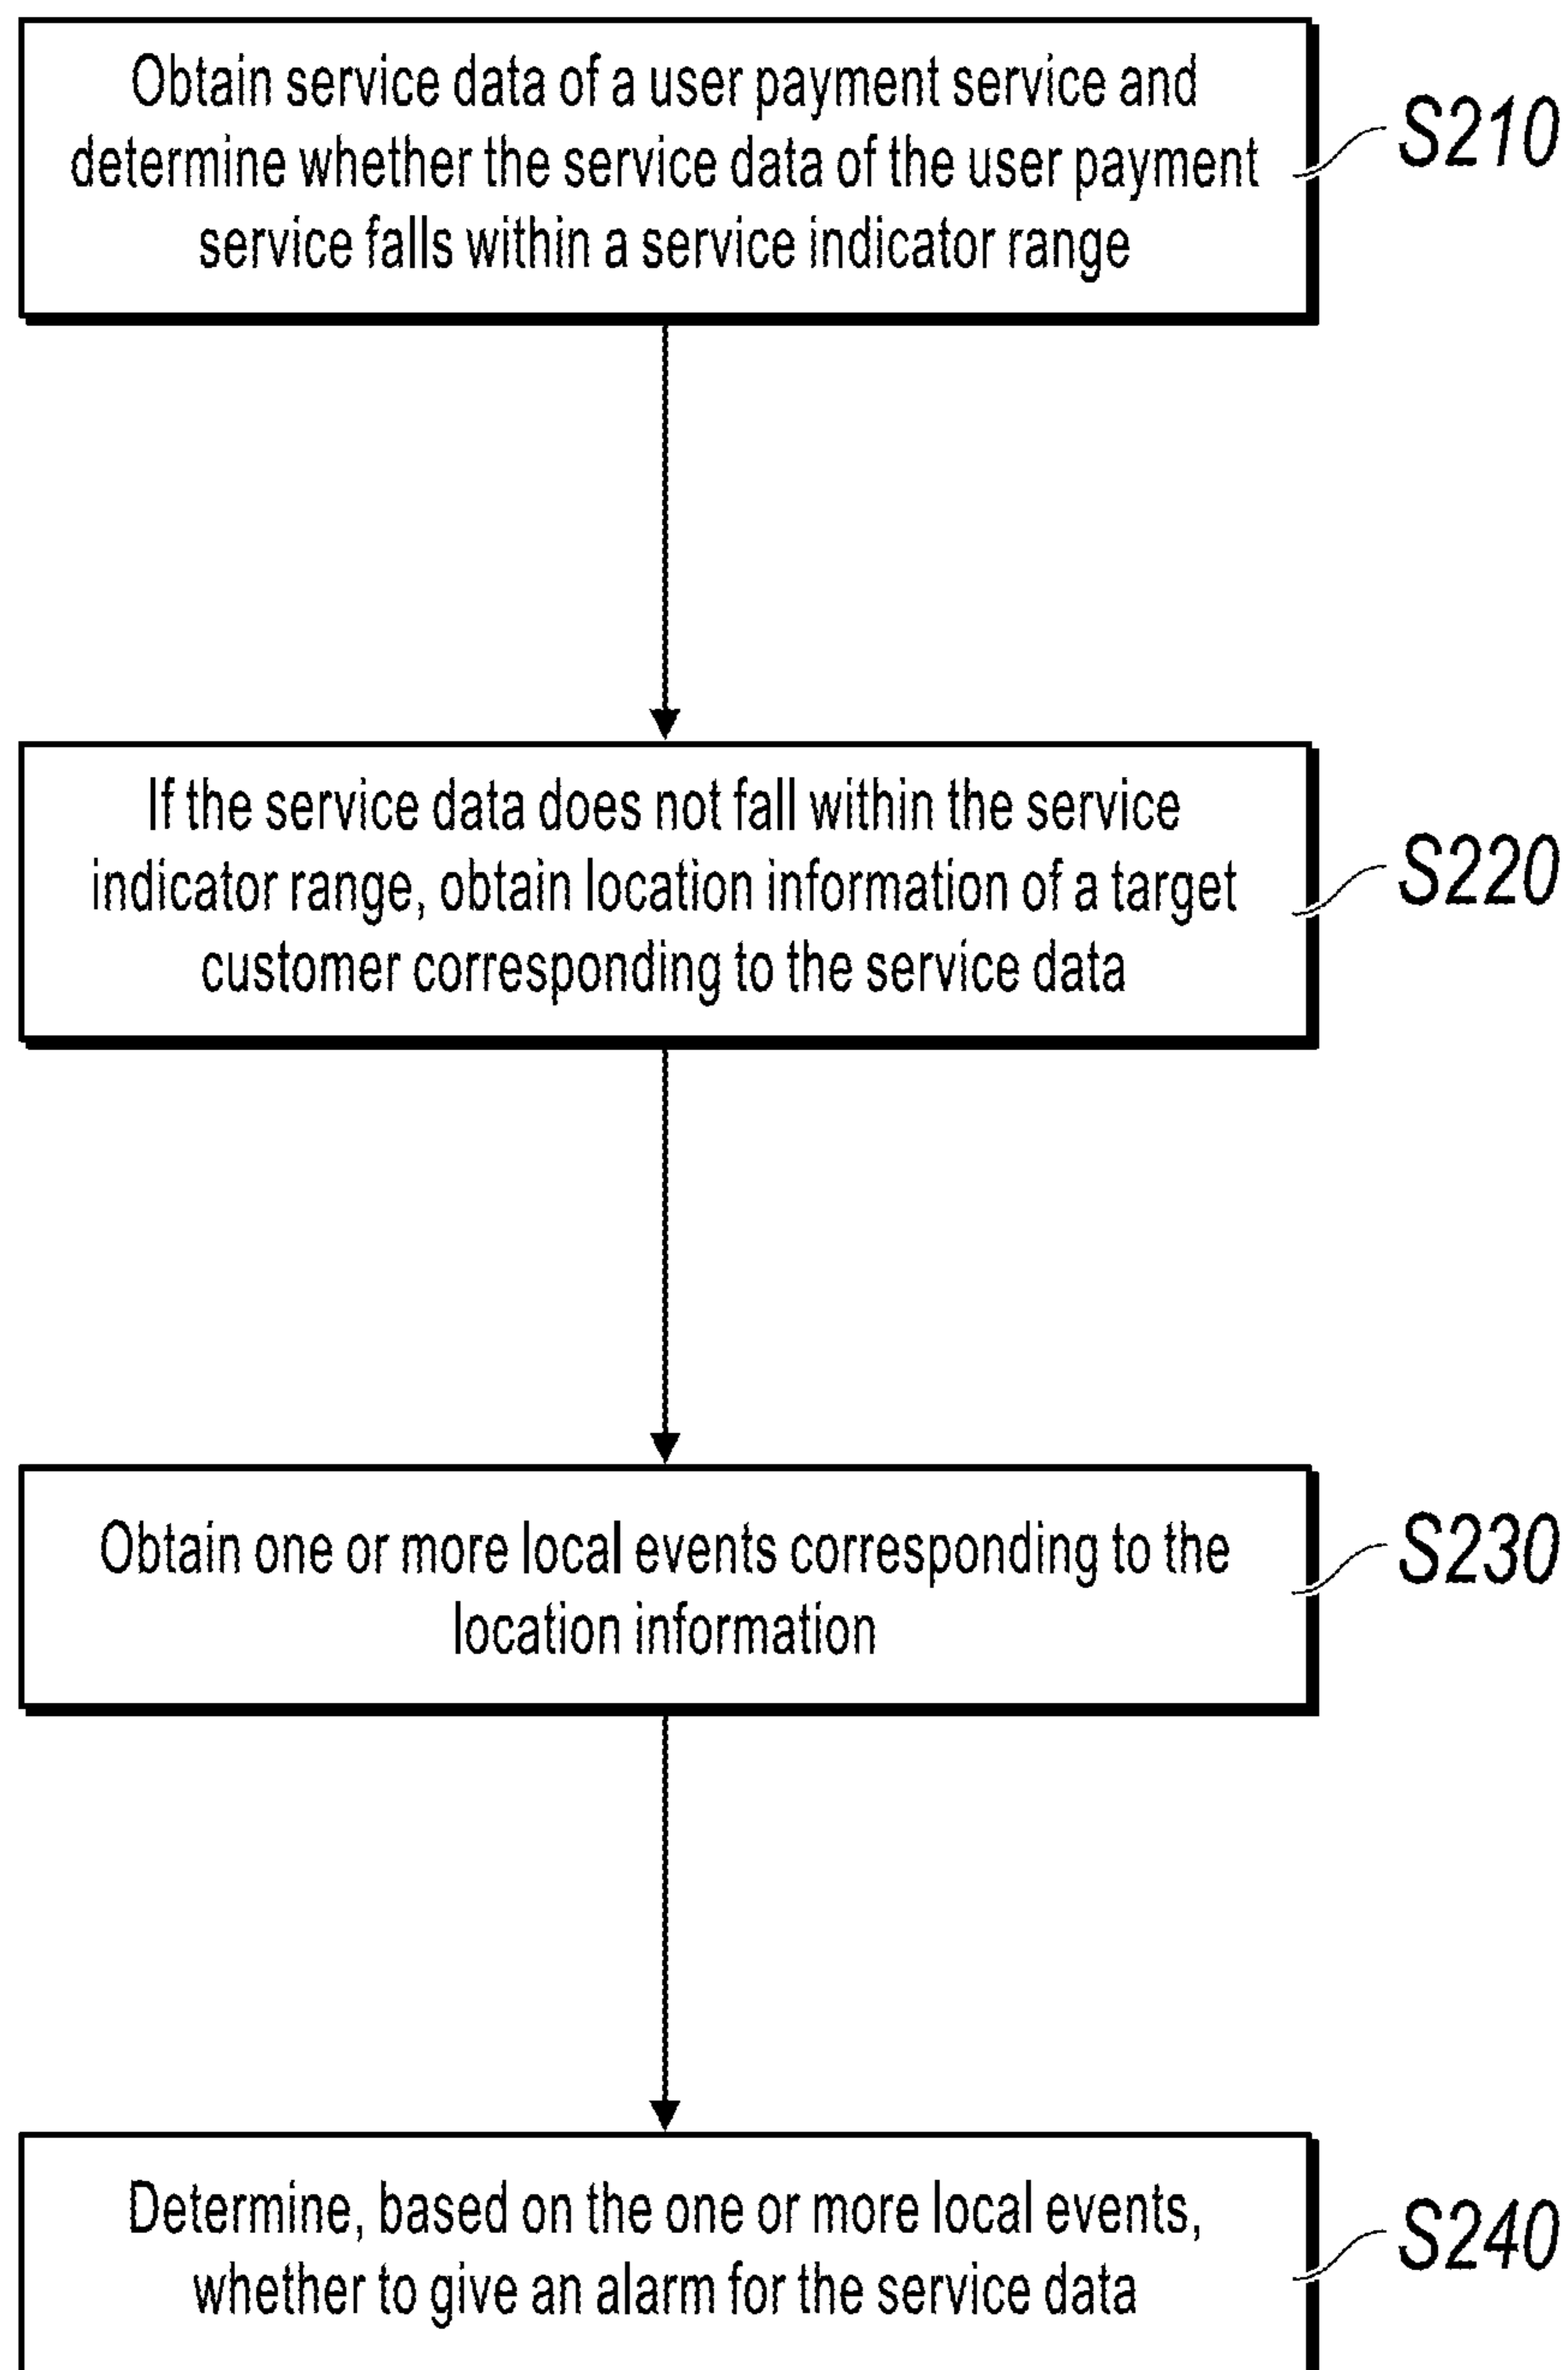 Obtain service data of a user payment service and
determine whether the service data of the user payment
service falls within a service indicator range
S210
If the service data does not fall within the service
indicator range, obtain location information of a target
customer corresponding to the service data
S220
Obtain one or more local events corresponding to the
location information
S230
Determine, based on the one or more local events,
whether to give an alarm for the service data
S240